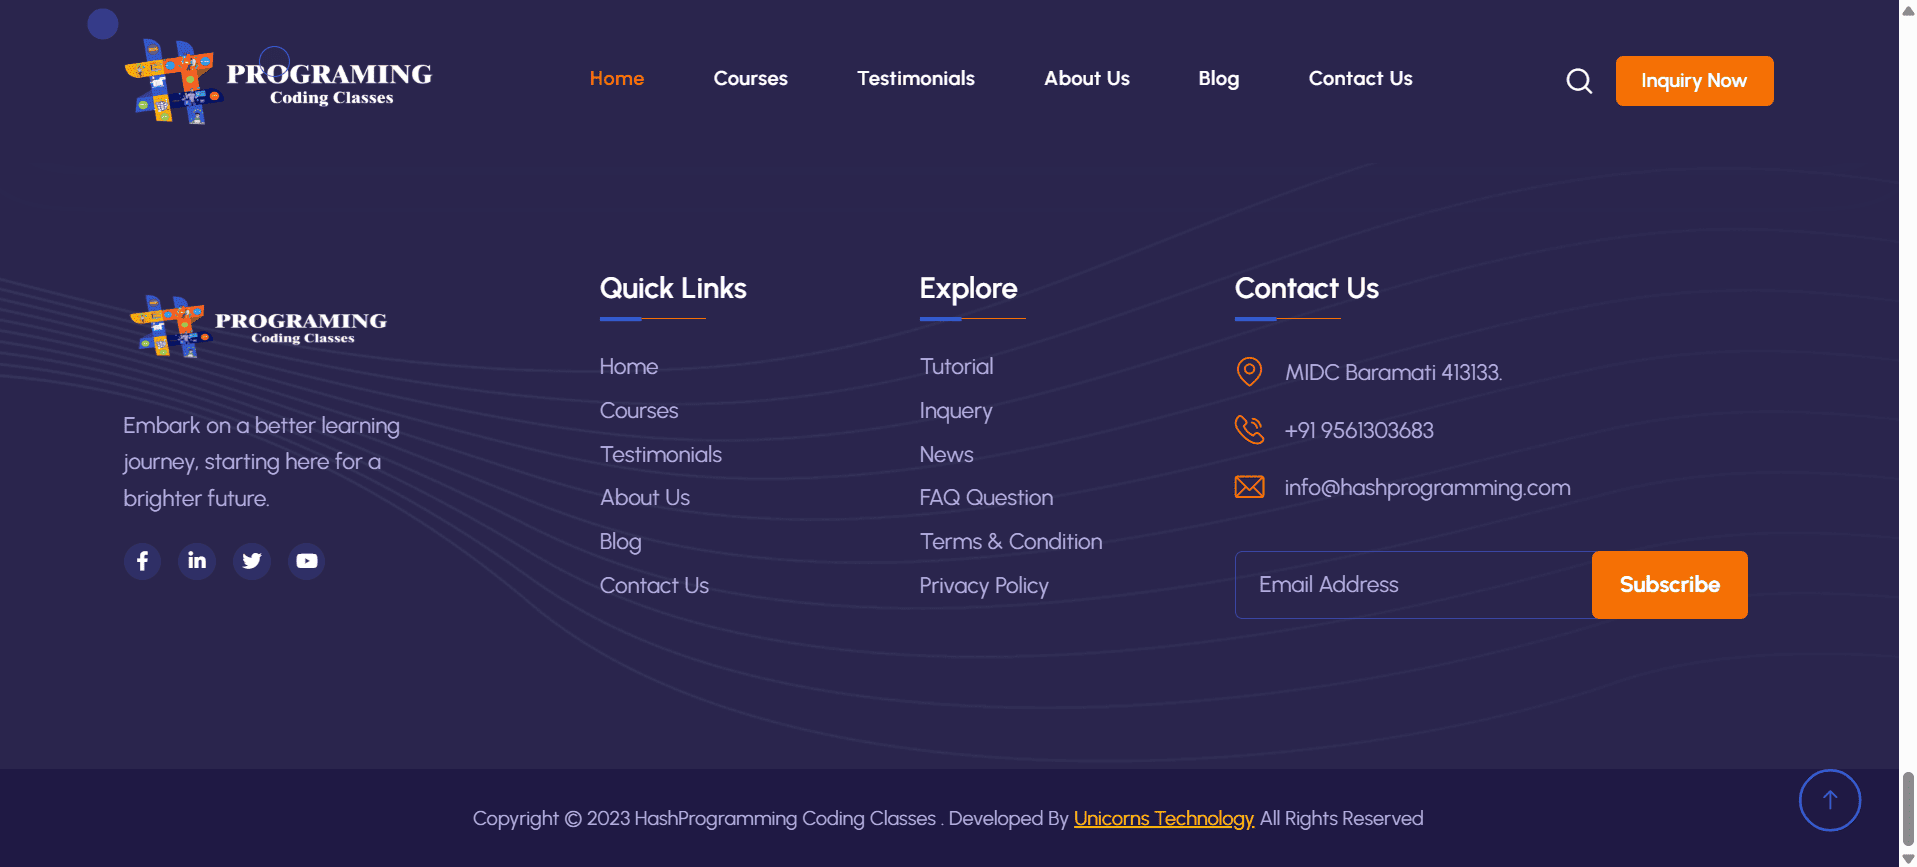 PROGRAMING
Coding Classes
Home
Courses
Testimonials
About Us
Blog
Contact Us
Inquiry Now
PROGRAMING
Coding Classes
Embark on a better learning
journey, starting here for a
brighter future.
Quick Links
Home
Courses
Testimonials
About Us
Blog
Contact Us
Explore
Tutorial
Inquery
News
FAQ Question
Terms & Condition
Privacy Policy
Contact Us
MIDC Baramati 413133.
+91 9561303683
info@hashprogramming.com
Email Address
Subscribe
Copyright © 2023 HashProgramming Coding Classes . Developed By Unicorns Technology All Rights Reserved